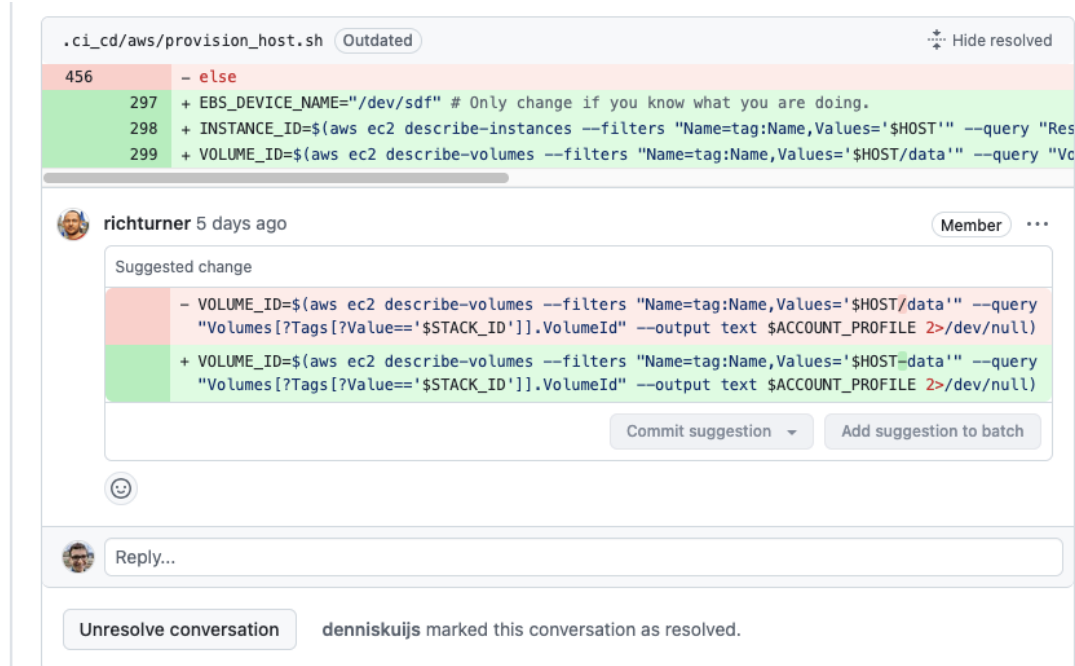 .ci_cd/aws/provision_host.sh Outdated Hide resolved
456 - else
297 + EBS_DEVICE_NAME="/dev/sdf" # Only change if you know what you are doing.
298 + INSTANCE_ID=$(aws ec2 describe-instances --filters "Name=tag:Name,Values='$HOST'" --query "Res
299 + VOLUME_ID=$(aws ec2 describe-volumes --filters "Name=tag:Name,Values='$HOST/data'" --query "Vo
richturner 5 days ago Member ...
Suggested change
- VOLUME_ID=$(aws ec2 describe-volumes --filters "Name=tag:Name,Values='$HOST/data'" --query
"Volumes[?Tags[?Value=='$STACK_ID']].VolumeId" --output text $ACCOUNT_PROFILE 2>/dev/null)
+ VOLUME_ID=$(aws ec2 describe-volumes --filters "Name=tag:Name,Values='$HOST-data'" --query
"Volumes[?Tags[?Value=='$STACK_ID']].VolumeId" --output text $ACCOUNT_PROFILE 2>/dev/null)
Commit suggestion Add suggestion to batch
Reply...
Unresolve conversation denniskuijs marked this conversation as resolved.